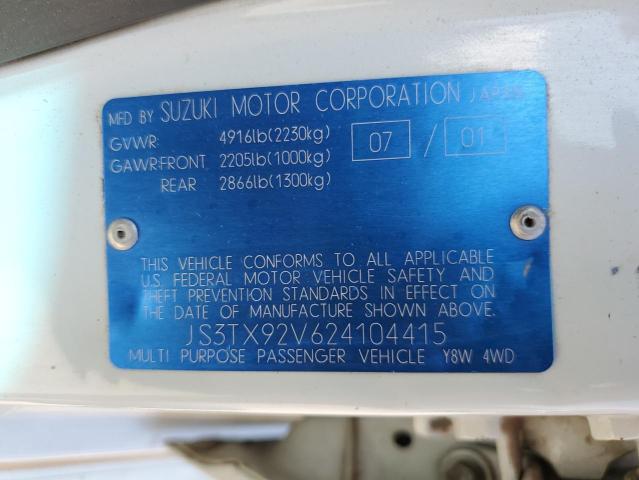 MFD BY SUZUKI MOTOR CORPORATION JAPAN
GVWR: 4916lb(2230kg) 07 / 01
GAWR:FRONT 2205lb(1000kg)
REAR 2866lb(1300kg)
THIS VEHICLE CONFORMS TO ALL APPLICABLE
U.S. FEDERAL MOTOR VEHICLE SAFETY AND
THEFT PREVENTION STANDARDS IN EFFECT ON
THE DATE OF MANUFACTURE SHOWN ABOVE.
JS3TX92V624104415
MULTI PURPOSE PASSENGER VEHICLE Y8W 4WD